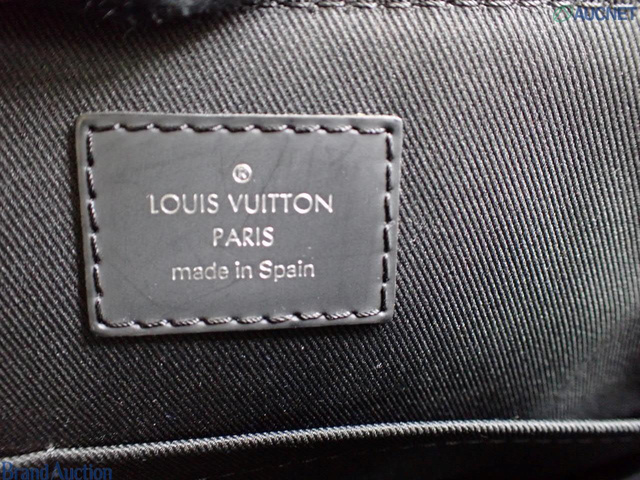 AUCNET
®
LOUIS VUITTON
PARIS
made in Spain
Brand Auction